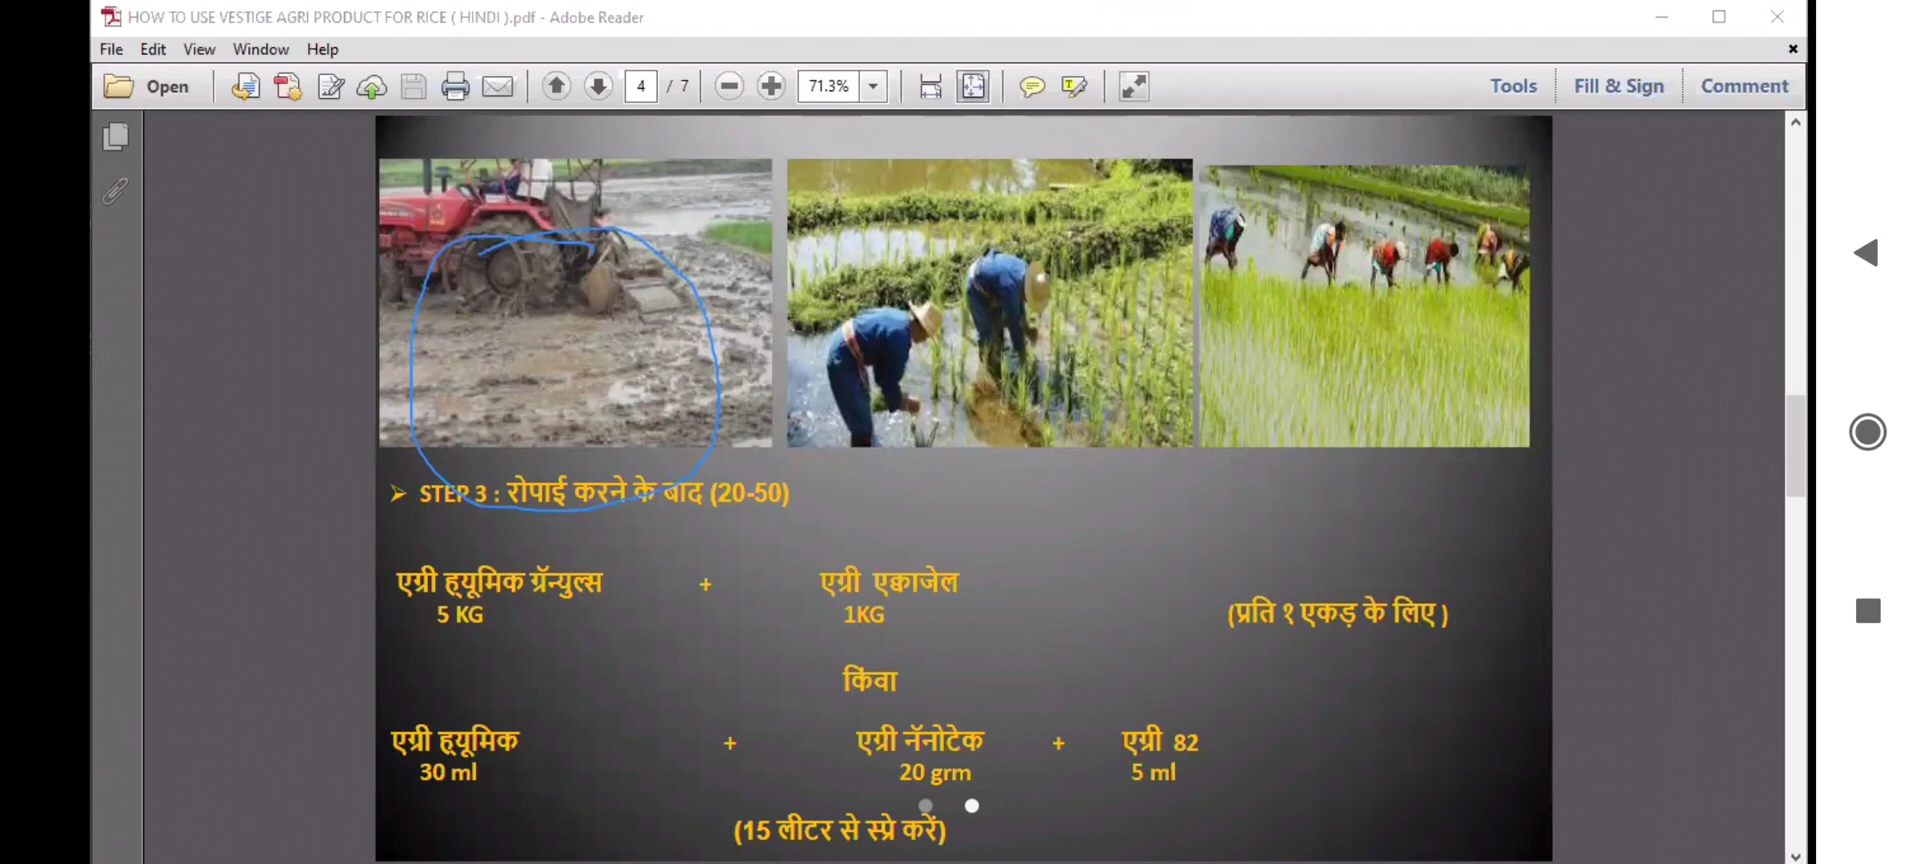 HOW TO USE VESTIGE AGRI PRODUCT FOR RICE ( HINDI ).pdf - Adobe Reader
File Edit View Window Help
Open 4 / 7 71.3% Tools Fill & Sign Comment
STEP 3 : रोपाई करने के बाद (20-50)
एग्री ह्यूमिक ग्रॅन्युल्स + एग्री एक्वाजेल
5 KG 1KG (प्रति १ एकड़ के लिए )
किंवा
एग्री ह्यूमिक + एग्री नॅनोटेक + एग्री 82
30 ml 20 grm 5 ml
(15 लीटर से स्प्रे करें)